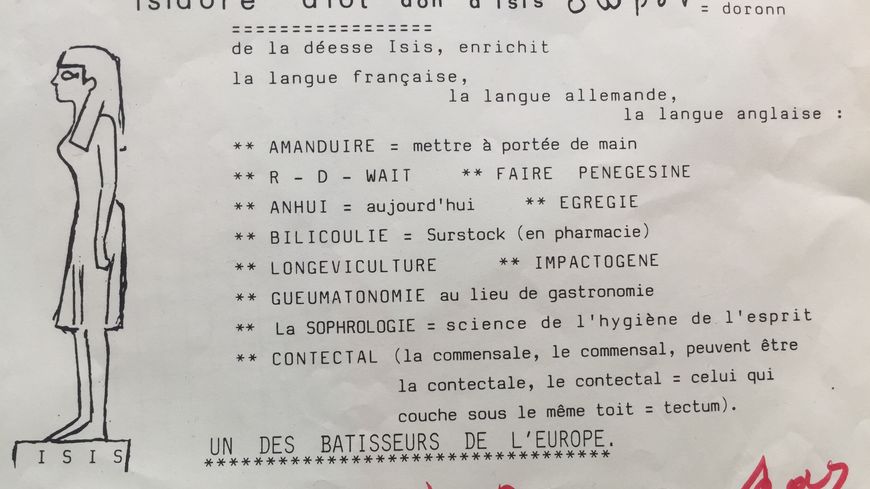 don d'Isis = doronn
=================
de la déesse Isis, enrichit
la langue française,
la langue allemande,
la langue anglaise :
** AMANDUIRE = mettre à portée de main
** R - D - WAIT ** FAIRE PENEGESINE
** ANHUI = aujourd'hui ** EGREGIE
** BILICOULIE = Surstock (en pharmacie)
** LONGEVICULTURE ** IMPACTOGENE
** GUEUMATONOMIE au lieu de gastronomie
** La SOPHROLOGIE = science de l'hygiène de l'esprit
** CONTECTAL (la commensale, le commensal, peuvent être
la contectale, le contectal = celui qui
couche sous le même toit = tectum).
UN DES BATISSEURS DE L'EUROPE.
****************************************
ISIS